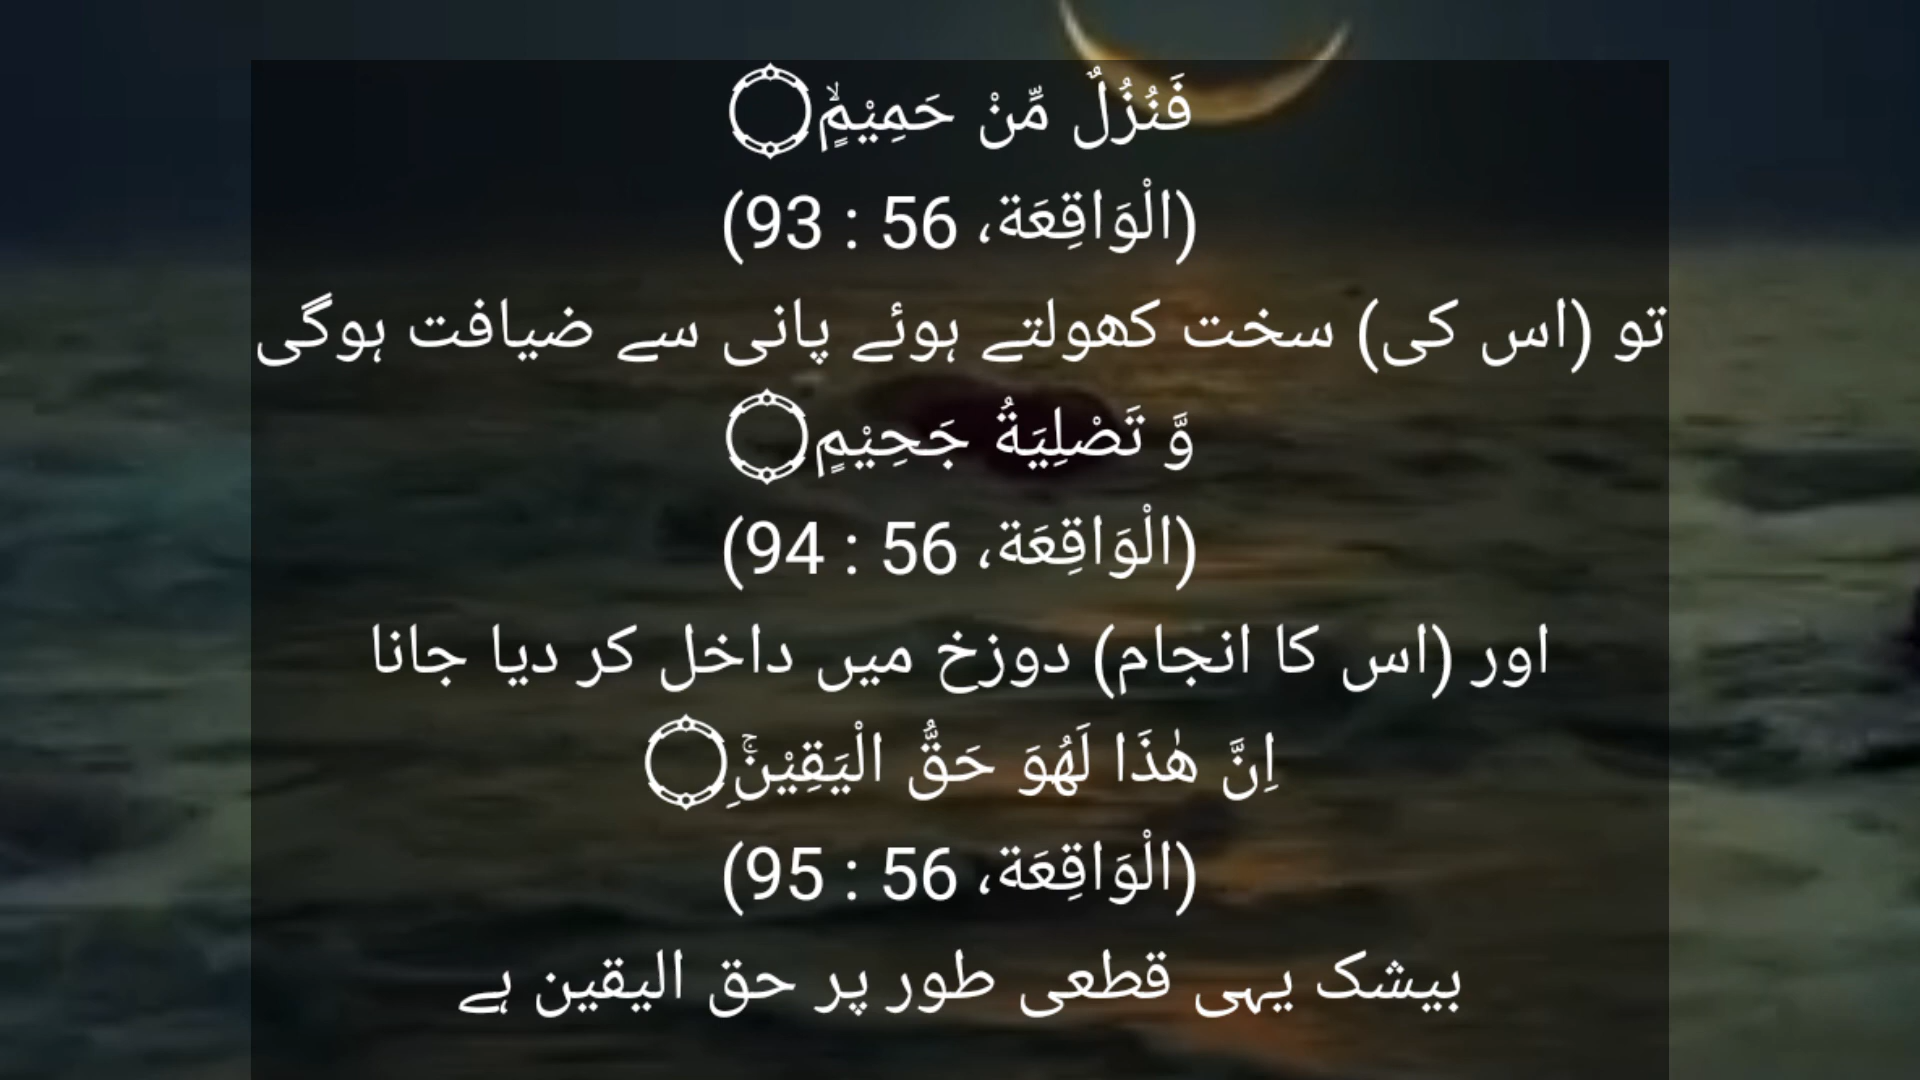 فَنُزُلٌ مِّنْ حَمِيْمٍۙ۝
(الْوَاقِعَة، 56 : 93)
تو (اس کی) سخت کھولتے ہوئے پانی سے ضیافت ہوگی
وَّ تَصْلِيَةُ جَحِيْمٍ۝
(الْوَاقِعَة، 56 : 94)
اور (اس کا انجام) دوزخ میں داخل کر دیا جانا
اِنَّ هٰذَا لَهُوَ حَقُّ الْيَقِيْنِۚ۝
(الْوَاقِعَة، 56 : 95)
بیشک یہی قطعی طور پر حق الیقین ہے